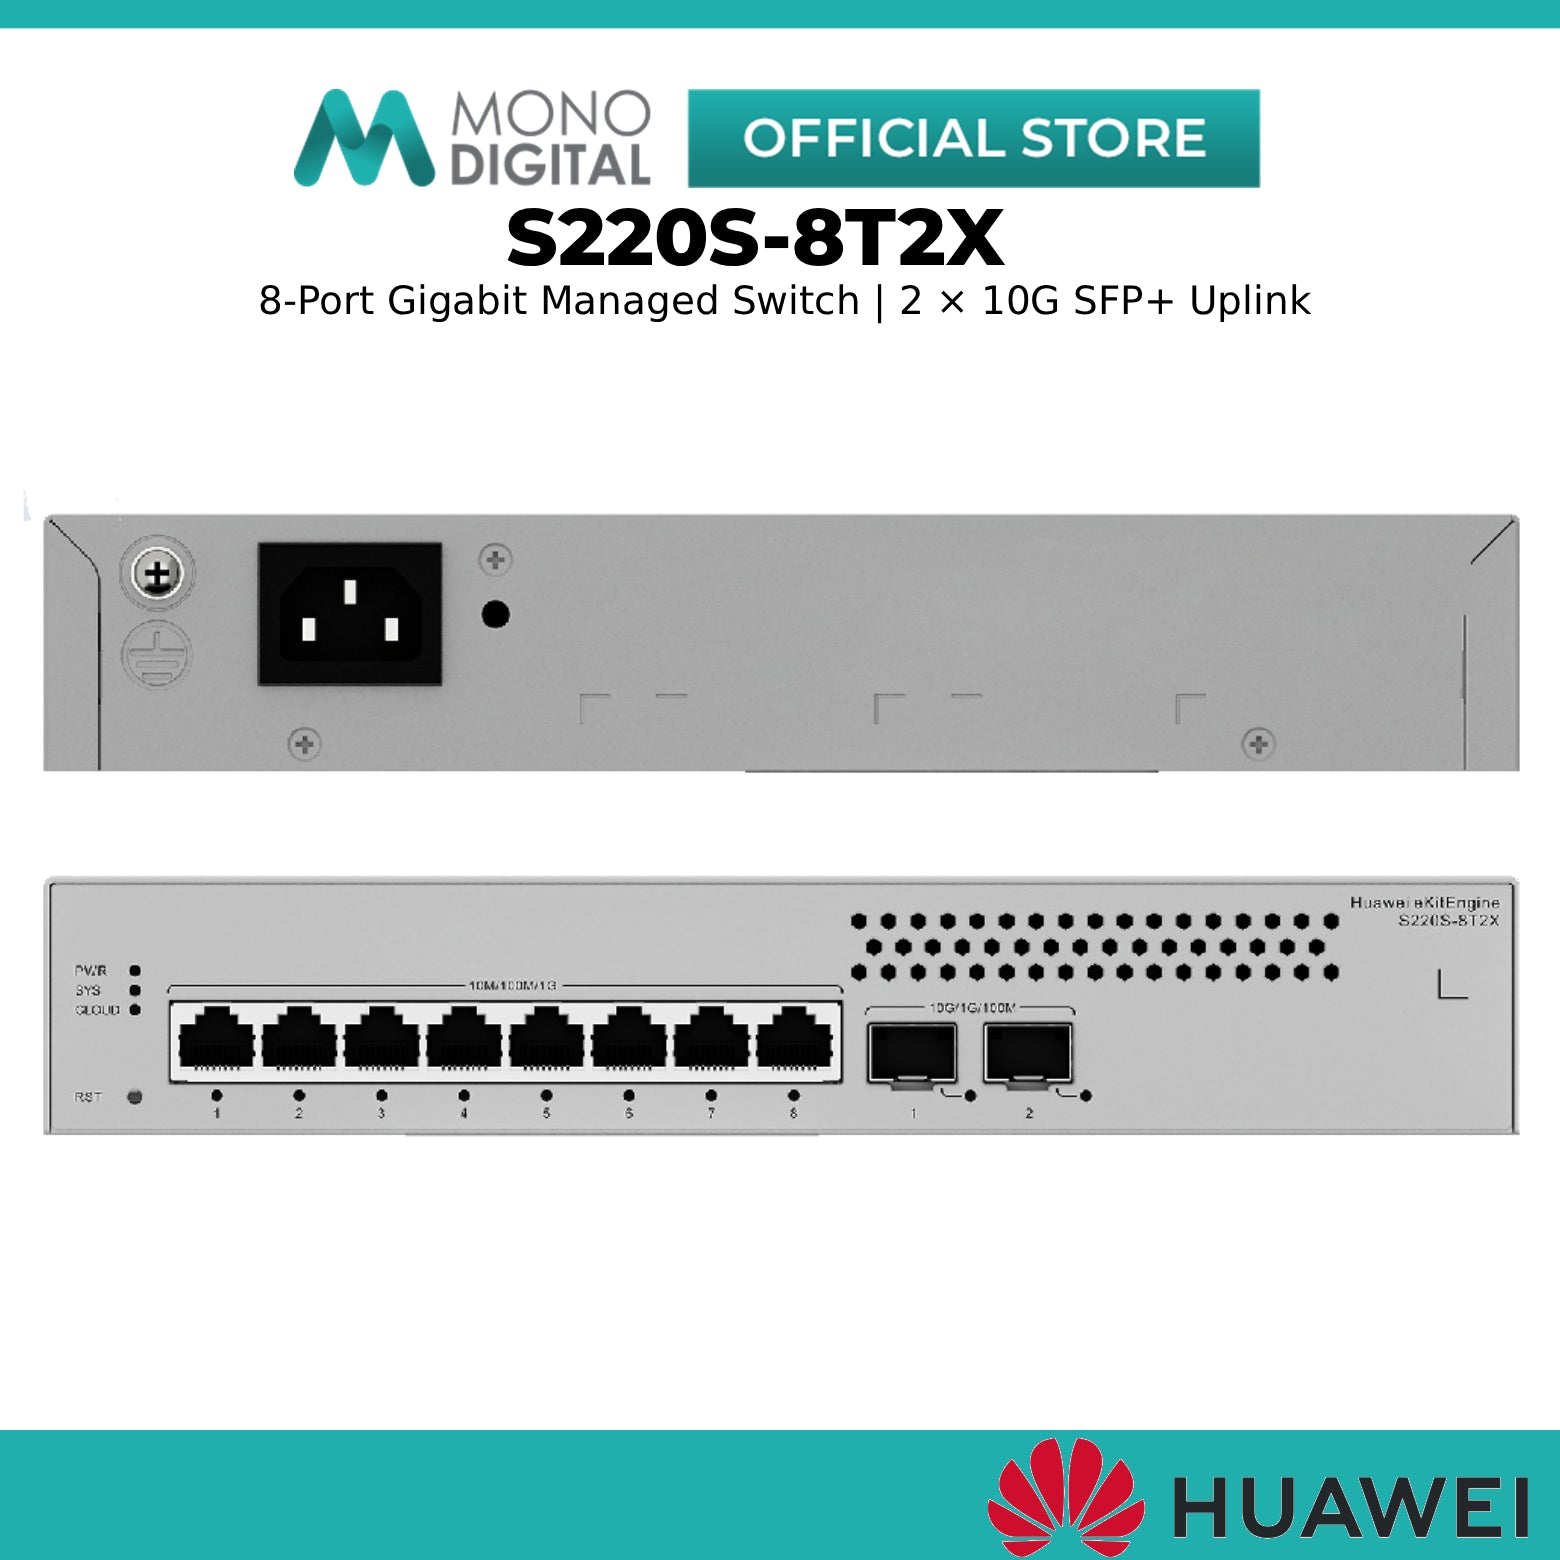 MONO
DIGITAL
OFFICIAL STORE
S220S-8T2X
8-Port Gigabit Managed Switch | 2 × 10G SFP+ Uplink
Huawei eKitEngine
S220S-8T2X
PWR
SYS
CLOUD
10M/100M/1G
10G/1G/100M
RST
1 2 3 4 5 6 7 8 1 2
HUAWEI